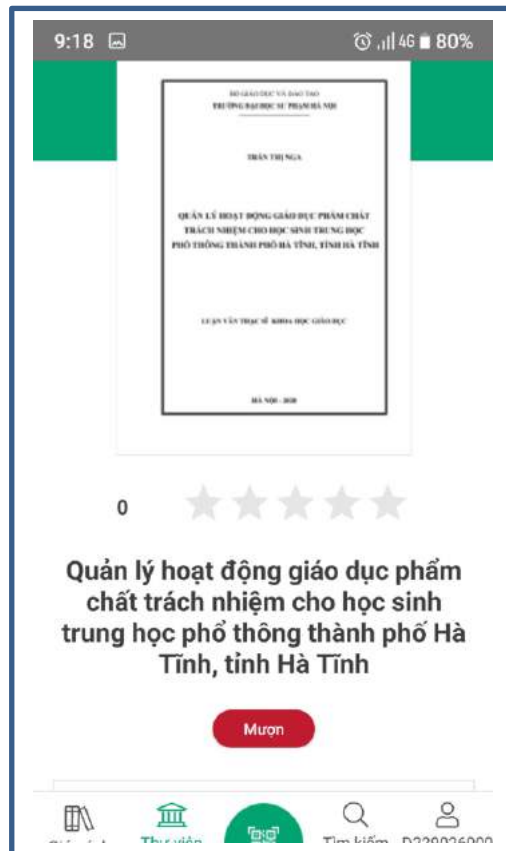 9:18
4G 80%
BỘ GIÁO DỤC VÀ ĐÀO TẠO
TRƯỜNG ĐẠI HỌC SƯ PHẠM HÀ NỘI
TRẦN THỊ NGA
QUẢN LÝ HOẠT ĐỘNG GIÁO DỤC PHẨM CHẤT
TRÁCH NHIỆM CHO HỌC SINH TRUNG HỌC
PHỔ THÔNG THÀNH PHỐ HÀ TĨNH, TỈNH HÀ TĨNH
LUẬN VĂN THẠC SĨ KHOA HỌC GIÁO DỤC
HÀ NỘI - 2020
0
Quản lý hoạt động giáo dục phẩm
chất trách nhiệm cho học sinh
trung học phổ thông thành phố Hà
Tĩnh, tỉnh Hà Tĩnh
Mượn
Thư viện
Tìm kiếm